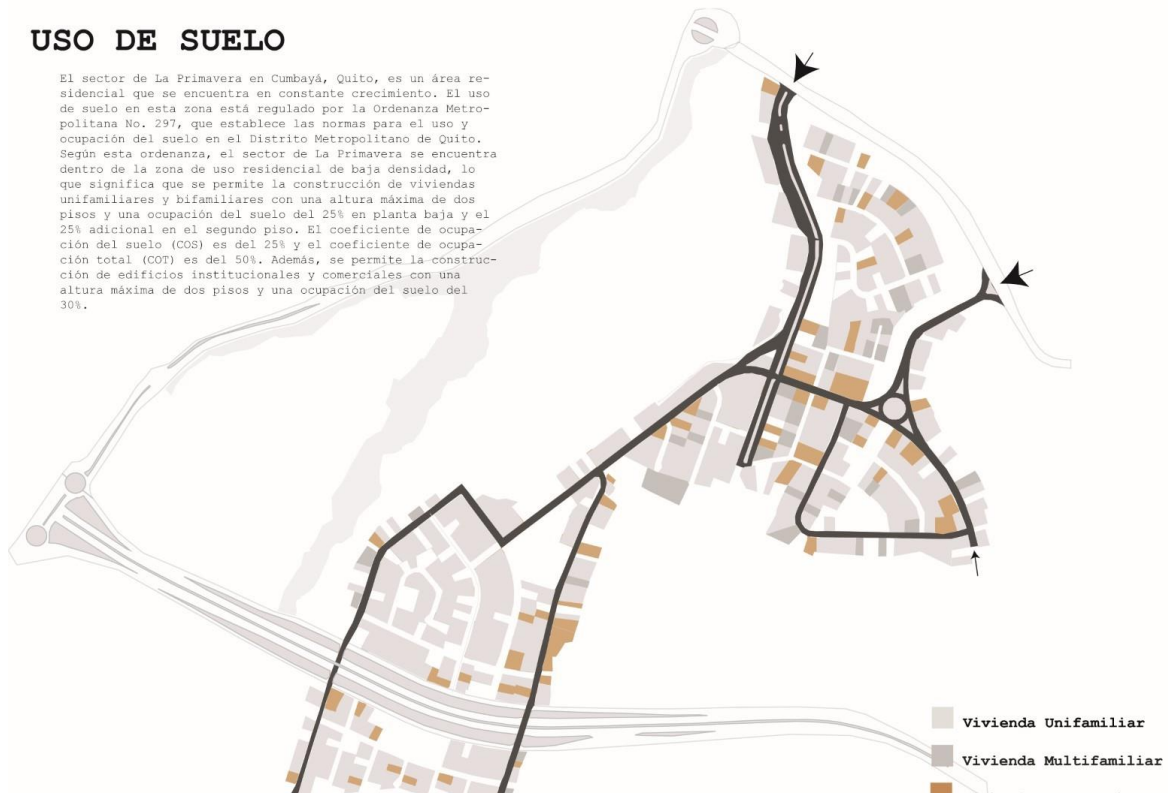 USO DE SUELO
El sector de La Primavera en Cumbayá, Quito, es un área re-
sidencial que se encuentra en constante crecimiento. El uso
de suelo en esta zona está regulado por la Ordenanza Metro-
politana No. 297, que establece las normas para el uso y
ocupación del suelo en el Distrito Metropolitano de Quito.
Según esta ordenanza, el sector de La Primavera se encuentra
dentro de la zona de uso residencial de baja densidad, lo
que significa que se permite la construcción de viviendas
unifamiliares y bifamiliares con una altura máxima de dos
pisos y una ocupación del suelo del 25% en planta baja y el
25% adicional en el segundo piso. El coeficiente de ocupa-
ción del suelo (COS) es del 25% y el coeficiente de ocupa-
ción total (COT) es del 50%. Además, se permite la construc-
ción de edificios institucionales y comerciales con una
altura máxima de dos pisos y una ocupación del suelo del
30%.
Vivienda Unifamiliar
Vivienda Multifamiliar